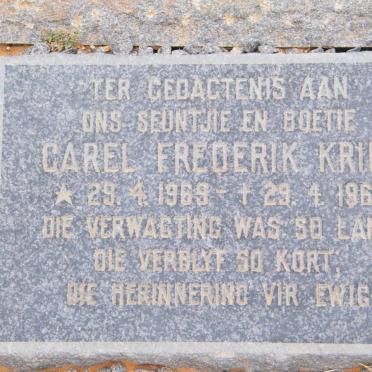 TER GEDAGTENIS AAN
ONS SEUNTJIE EN BOETIE
CAREL FREDERIK
★ 29. 4. 1969 - † 29. 4.
DIE VERWAGTING WAS SO
DIE VERBLYF SO KORT,
DIE HERINNERING VIR